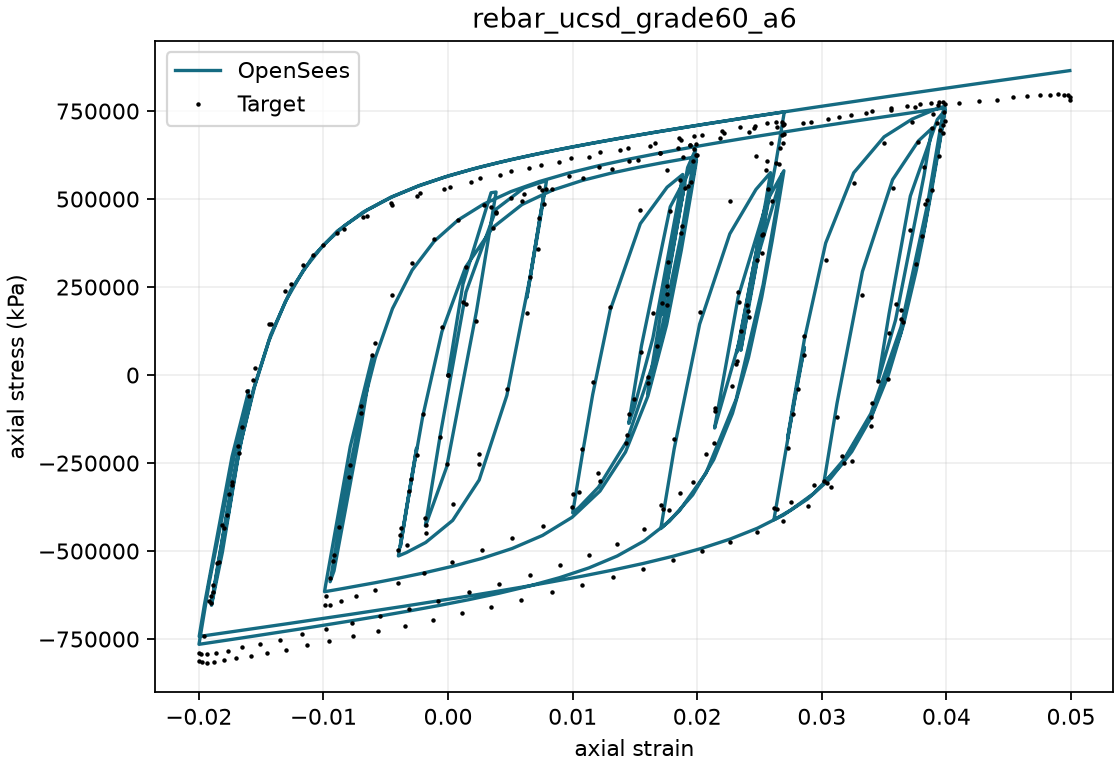 rebar_ucsd_grade60_a6
OpenSees
Target
750000
500000
250000
0
−250000
−500000
−750000
axial stress (kPa)
−0.02 −0.01 0.00 0.01 0.02 0.03 0.04 0.05
axial strain